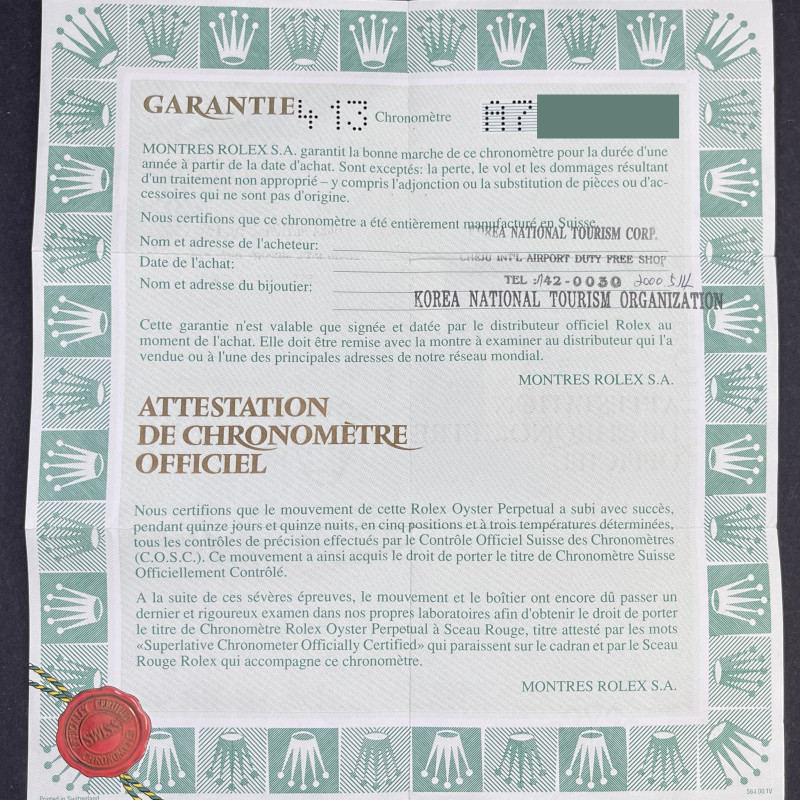 GARANTIE 413 Chronomètre A7
MONTRES ROLEX S.A. garantit la bonne marche de ce chronomètre pour la durée d'une
année à partir de la date d'achat. Sont exceptés: la perte, le vol et les dommages résultant
d'un traitement non approprié – y compris l'adjonction ou la substitution de pièces ou d'ac-
cessoires qui ne sont pas d'origine.
Nous certifions que ce chronomètre a été entièrement manufacturé en Suisse.
KOREA NATIONAL TOURISM CORP.
Nom et adresse de l'acheteur:
CHEJU INT'L AIRPORT DUTY FREE SHOP
Date de l'achat:
TEL : 42-0030 2000
Nom et adresse du bijoutier:
KOREA NATIONAL TOURISM ORGANIZATION
Cette garantie n'est valable que signée et datée par le distributeur officiel Rolex au
moment de l'achat. Elle doit être remise avec la montre à examiner au distributeur qui l'a
vendue ou à l'une des principales adresses de notre réseau mondial.
MONTRES ROLEX S.A.
ATTESTATION
DE CHRONOMÈTRE
OFFICIEL
Nous certifions que le mouvement de cette Rolex Oyster Perpetual a subi avec succès,
pendant quinze jours et quinze nuits, en cinq positions et à trois températures déterminées,
tous les contrôles de précision effectués par le Contrôle Officiel Suisse des Chronomètres
(C.O.S.C.). Ce mouvement a ainsi acquis le droit de porter le titre de Chronomètre Suisse
Officiellement Contrôlé.
A la suite de ces sévères épreuves, le mouvement et le boîtier ont encore dû passer un
dernier et rigoureux examen dans nos propres laboratoires afin d'obtenir le droit de porter
le titre de Chronomètre Rolex Oyster Perpetual à Sceau Rouge, titre attesté par les mots
«Superlative Chronometer Officially Certified» qui paraissent sur le cadran et par le Sceau
Rouge Rolex qui accompagne ce chronomètre.
MONTRES ROLEX S.A.
OFFICIALLY CERTIFIED
SWISS
CHRONOMETER
Printed in Switzerland
564.00.1V